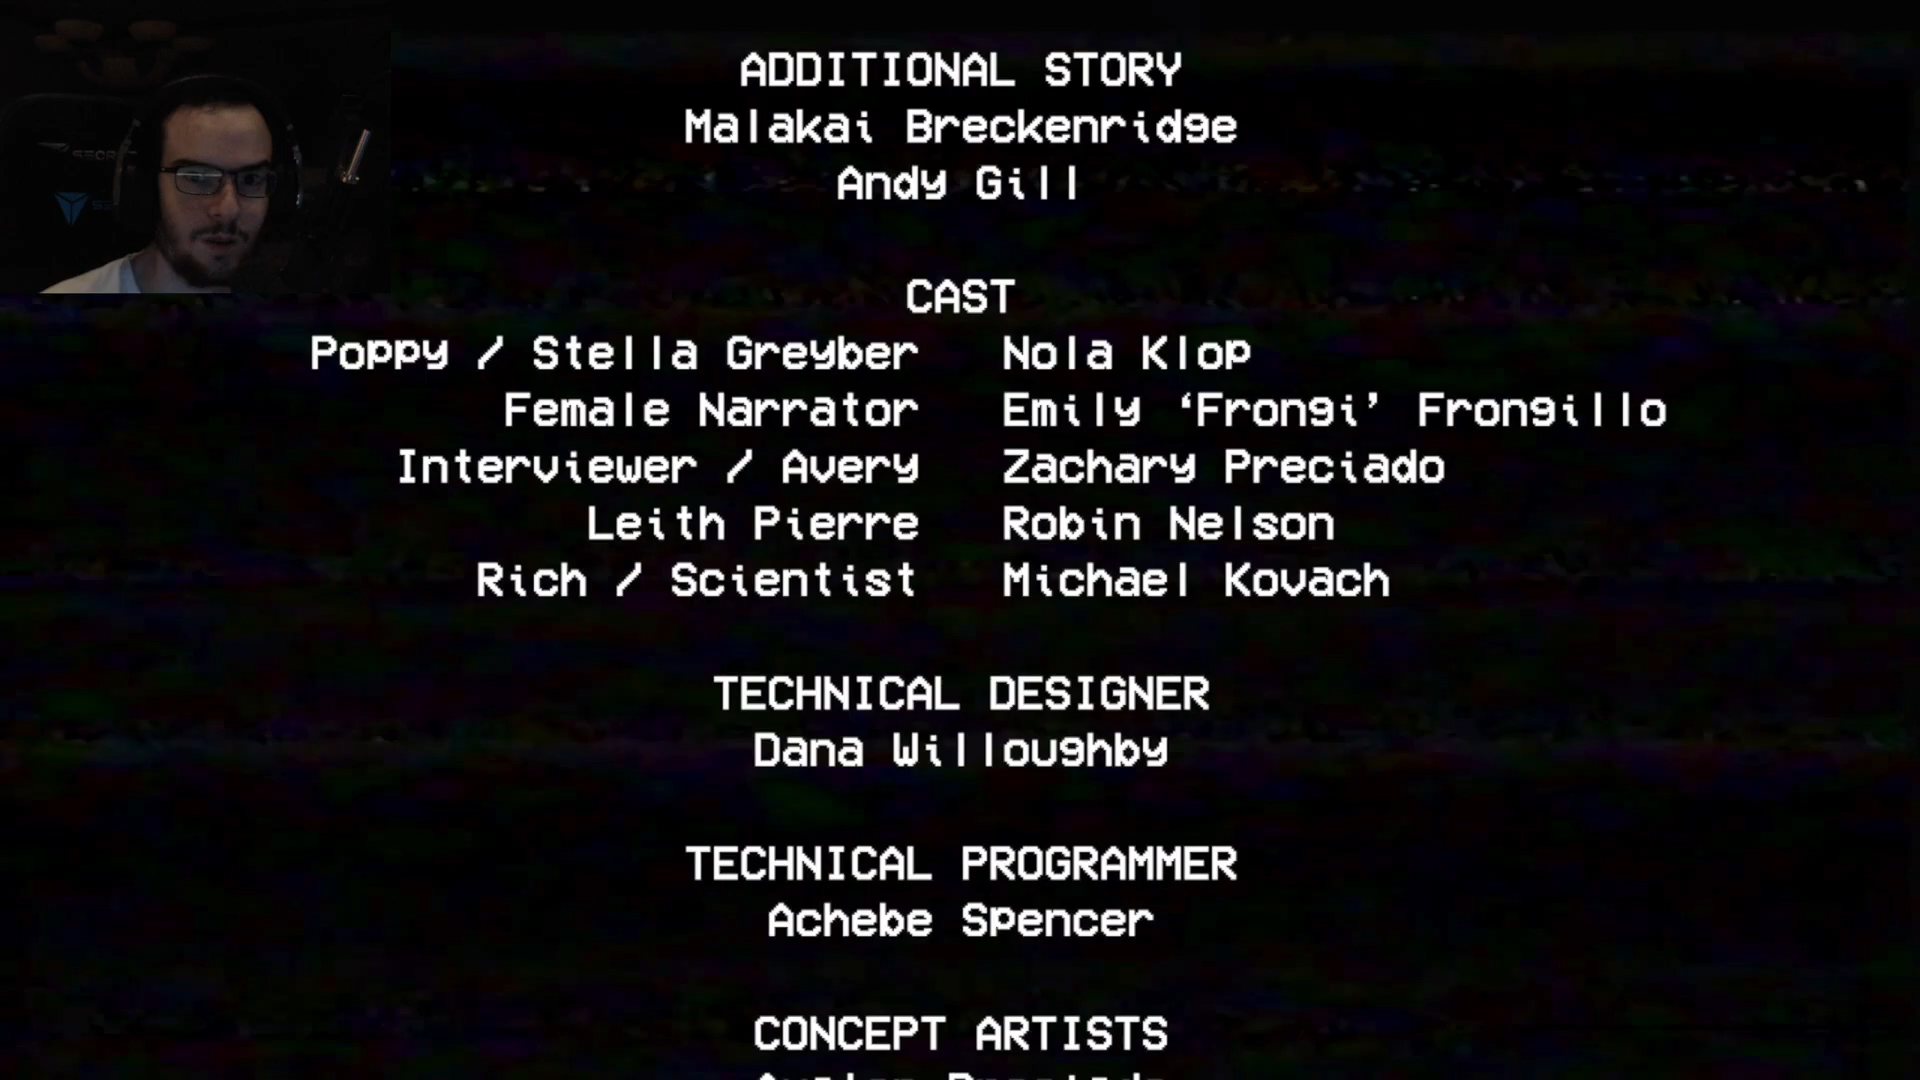 ADDITIONAL STORY
Malakai Breckenridge
Andy Gill
CAST
Poppy / Stella Greyber Nola Klop
Female Narrator Emily ‘Frongi’ Frongillo
Interviewer / Avery Zachary Preciado
Leith Pierre Robin Nelson
Rich / Scientist Michael Kovach
TECHNICAL DESIGNER
Dana Willoughby
TECHNICAL PROGRAMMER
Achebe Spencer
CONCEPT ARTISTS